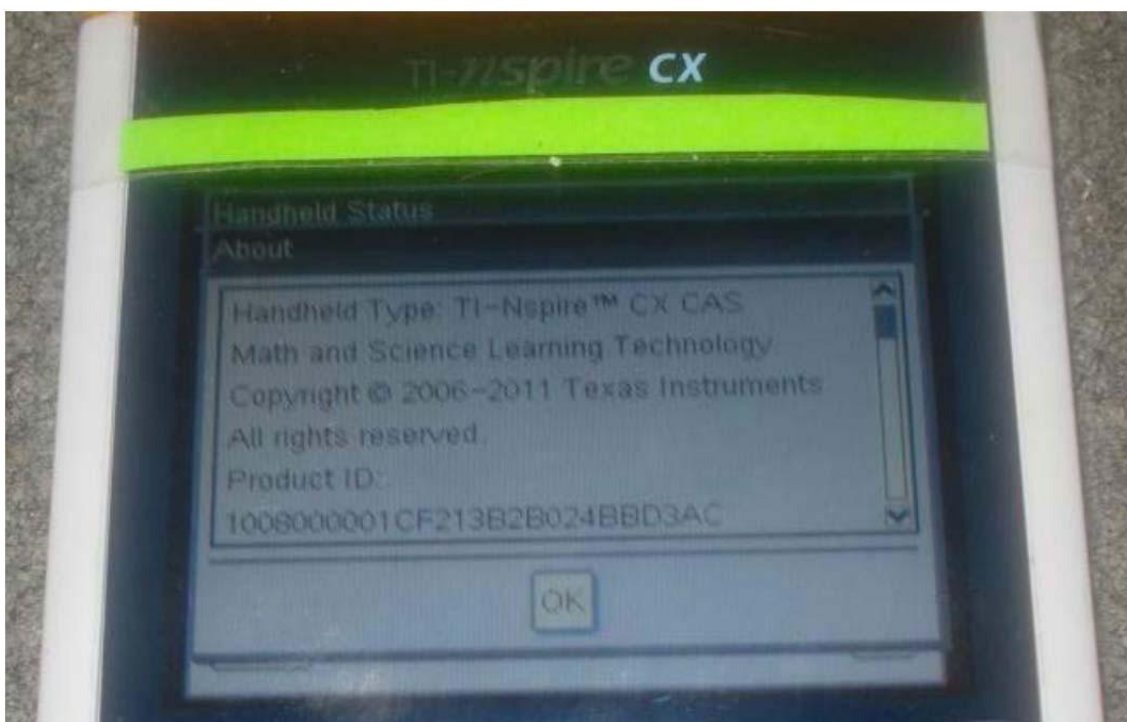 TI-nspire CX
Handheld Status
About
Handheld Type: TI-Nspire™ CX CAS
Math and Science Learning Technology
Copyright © 2006-2011 Texas Instruments
All rights reserved.
Product ID:
1008000001CF213B2B024BBD3AC
OK